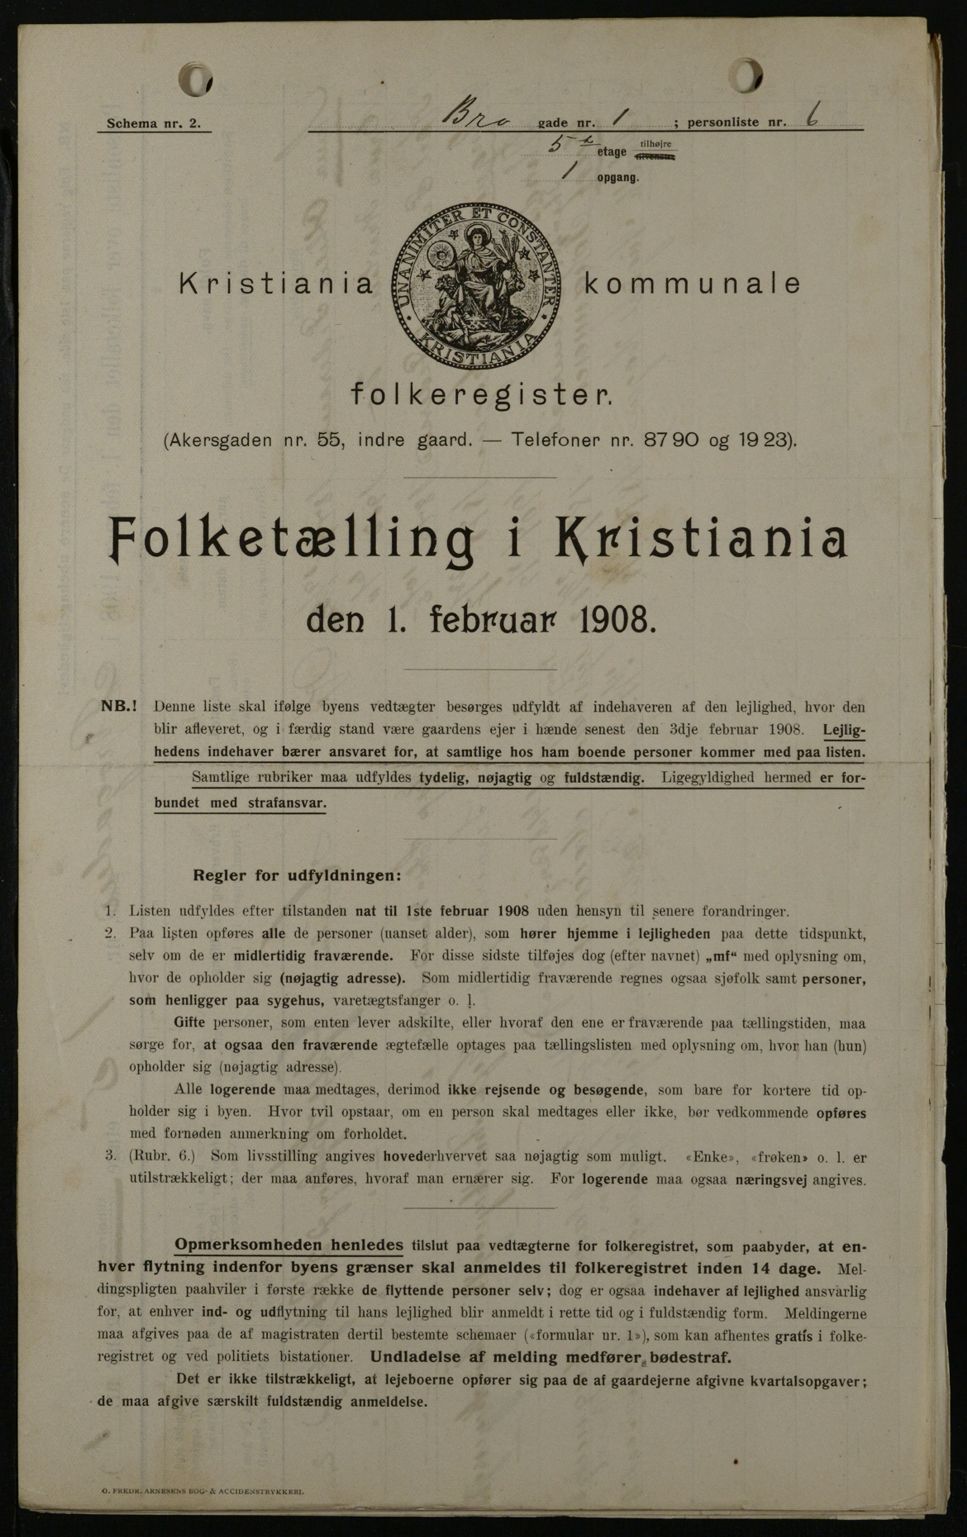 Schema nr. 2.
Bro gade nr. 1 ; personliste nr. 6
5te etage tilhøjre tilvenstre
1 opgang.
UNANIMITER ET CONSTANTER
KRISTIANIA
Kristiania kommunale
folkeregister.
(Akersgaden nr. 55, indre gaard. — Telefoner nr. 87 90 og 19 23).
Folketælling i Kristiania
den 1. februar 1908.
NB.! Denne liste skal ifølge byens vedtægter besørges udfyldt af indehaveren af den lejlighed, hvor den
blir afleveret, og i færdig stand være gaardens ejer i hænde senest den 3dje februar 1908. Lejlig-
hedens indehaver bærer ansvaret for, at samtlige hos ham boende personer kommer med paa listen.
Samtlige rubriker maa udfyldes tydelig, nøjagtig og fuldstændig. Ligegyldighed hermed er for-
bundet med strafansvar.
Regler for udfyldningen:
1. Listen udfyldes efter tilstanden nat til 1ste februar 1908 uden hensyn til senere forandringer.
2. Paa listen opføres alle de personer (uanset alder), som hører hjemme i lejligheden paa dette tidspunkt,
selv om de er midlertidig fraværende. For disse sidste tilføjes dog (efter navnet) „mf“ med oplysning om,
hvor de opholder sig (nøjagtig adresse). Som midlertidig fraværende regnes ogsaa sjøfolk samt personer,
som henligger paa sygehus, varetægtsfanger o. l.
Gifte personer, som enten lever adskilte, eller hvoraf den ene er fraværende paa tællingstiden, maa
sørge for, at ogsaa den fraværende ægtefælle optages paa tællingslisten med oplysning om, hvor han (hun)
opholder sig (nøjagtig adresse).
Alle logerende maa medtages, derimod ikke rejsende og besøgende, som bare for kortere tid op-
holder sig i byen. Hvor tvil opstaar, om en person skal medtages eller ikke, bør vedkommende opføres
med fornøden anmerkning om forholdet.
3. (Rubr. 6.) Som livsstilling angives hovederhvervet saa nøjagtig som muligt. «Enke», «frøken» o. l. er
utilstrækkeligt; der maa anføres, hvoraf man ernærer sig. For logerende maa ogsaa næringsvej angives.
Opmerksomheden henledes tilslut paa vedtægterne for folkeregistret, som paabyder, at en-
hver flytning indenfor byens grænser skal anmeldes til folkeregistret inden 14 dage. Mel-
dingspligten paahviler i første række de flyttende personer selv; dog er ogsaa indehaver af lejlighed ansvarlig
for, at enhver ind- og udflytning til hans lejlighed blir anmeldt i rette tid og i fuldstændig form. Meldingerne
maa afgives paa de af magistraten dertil bestemte schemaer («formular nr. 1»), som kan afhentes gratis i folke-
registret og ved politiets bistationer. Undladelse af melding medfører bødestraf.
Det er ikke tilstrækkeligt, at lejeboerne opfører sig paa de af gaardejerne afgivne kvartalsopgaver;
de maa afgive særskilt fuldstændig anmeldelse.
O. FREDR. ARNESENS BOG- & ACCIDENSTRYKKERI.